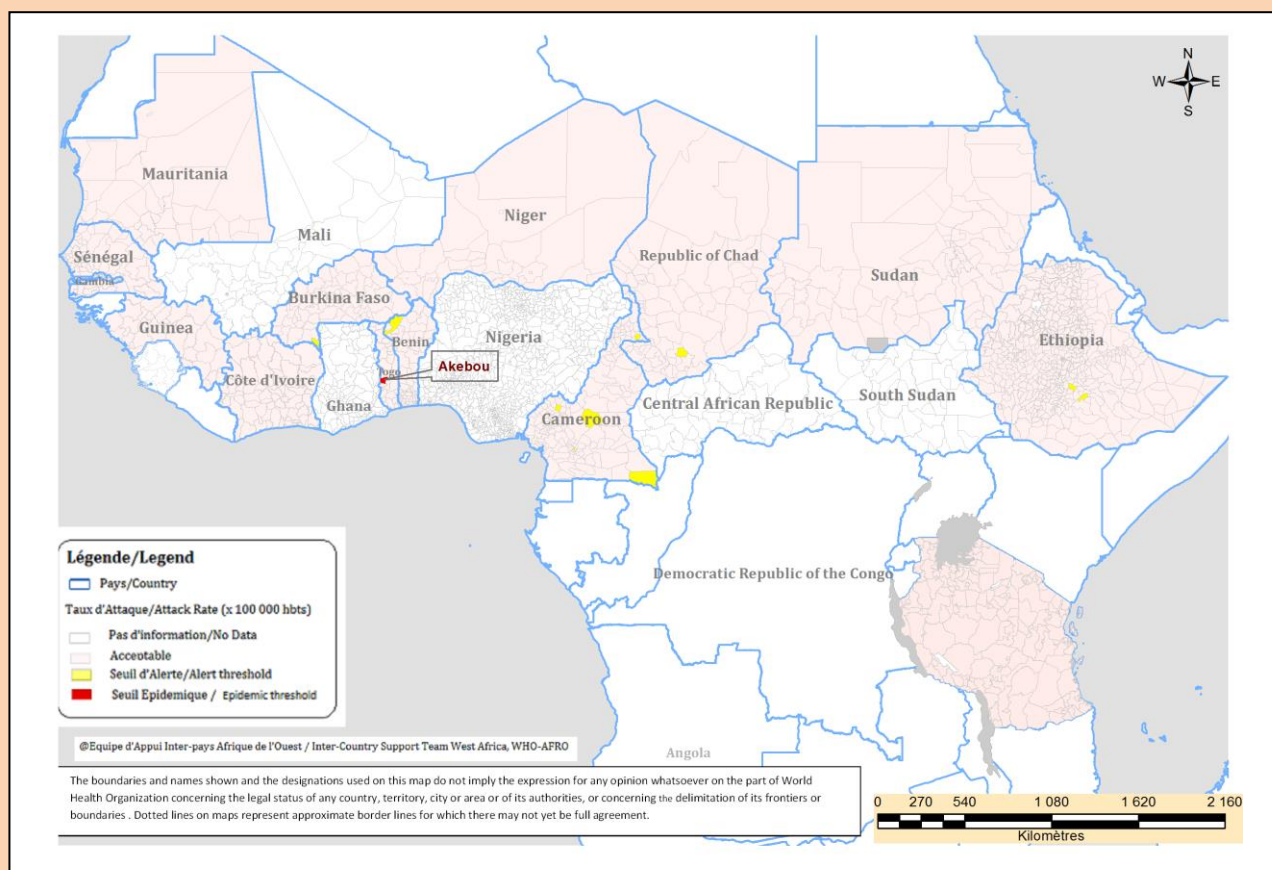 N
W
E
S
Mauritania
Mali
Niger
Republic of Chad
Sudan
Sénégal
Gambia
Burkina Faso
Guinea
Benin
Nigeria
Ethiopia
Côte d'Ivoire
Togo
Akebou
Ghana
Cameroon
Central African Republic
South Sudan
Democratic Republic of the Congo
Angola
Légende/Legend
Pays/Country
Taux d'Attaque/Attack Rate (x 100 000 hbts)
Pas d'information/No Data
Acceptable
Seuil d'Alerte/Alert threshold
Seuil Epidemique / Epidemic threshold
@Equipe d'Appui Inter-pays Afrique de l'Ouest / Inter-Country Support Team West Africa, WHO-AFRO
The boundaries and names shown and the designations used on this map do not imply the expression for any opinion whatsoever on the part of World
Health Organization concerning the legal status of any country, territory, city or area or of its authorities, or concerning the delimitation of its frontiers or
boundaries . Dotted lines on maps represent approximate border lines for which there may not yet be full agreement.
0 270 540 1 080 1 620 2 160
Kilomètres